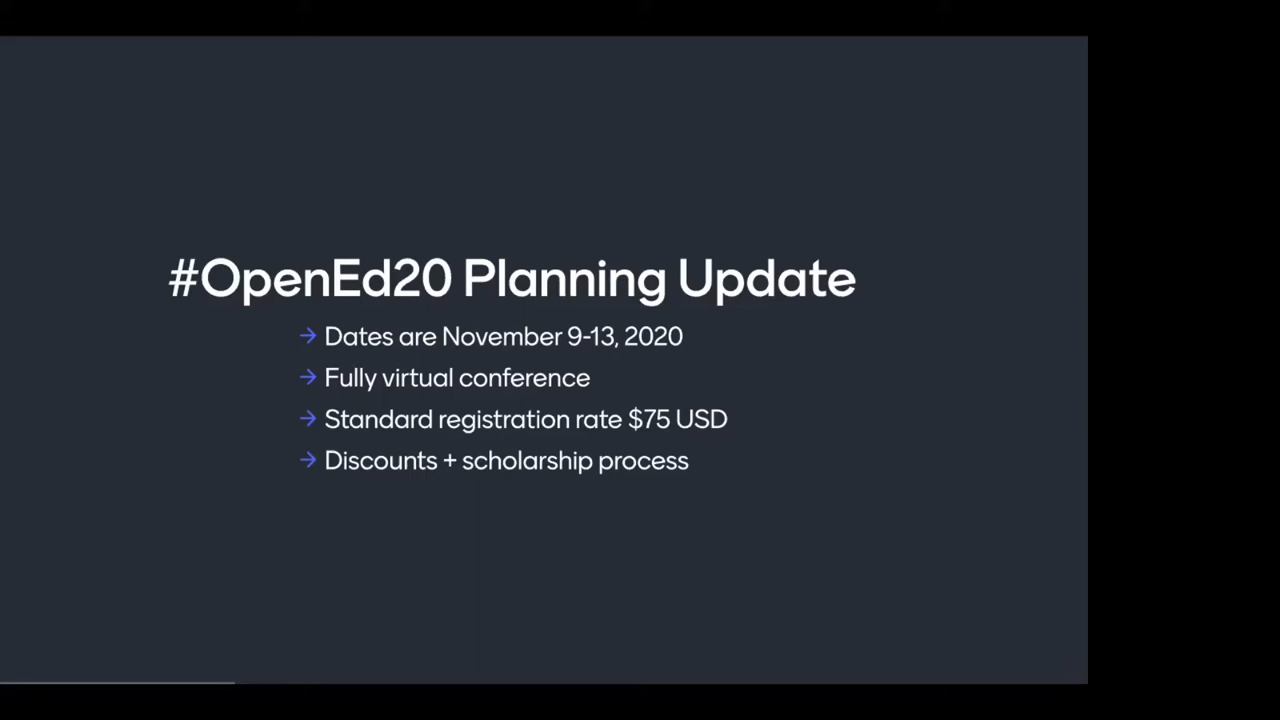 #OpenEd20 Planning Update
→ Dates are November 9-13, 2020
→ Fully virtual conference
→ Standard registration rate $75 USD
→ Discounts + scholarship process